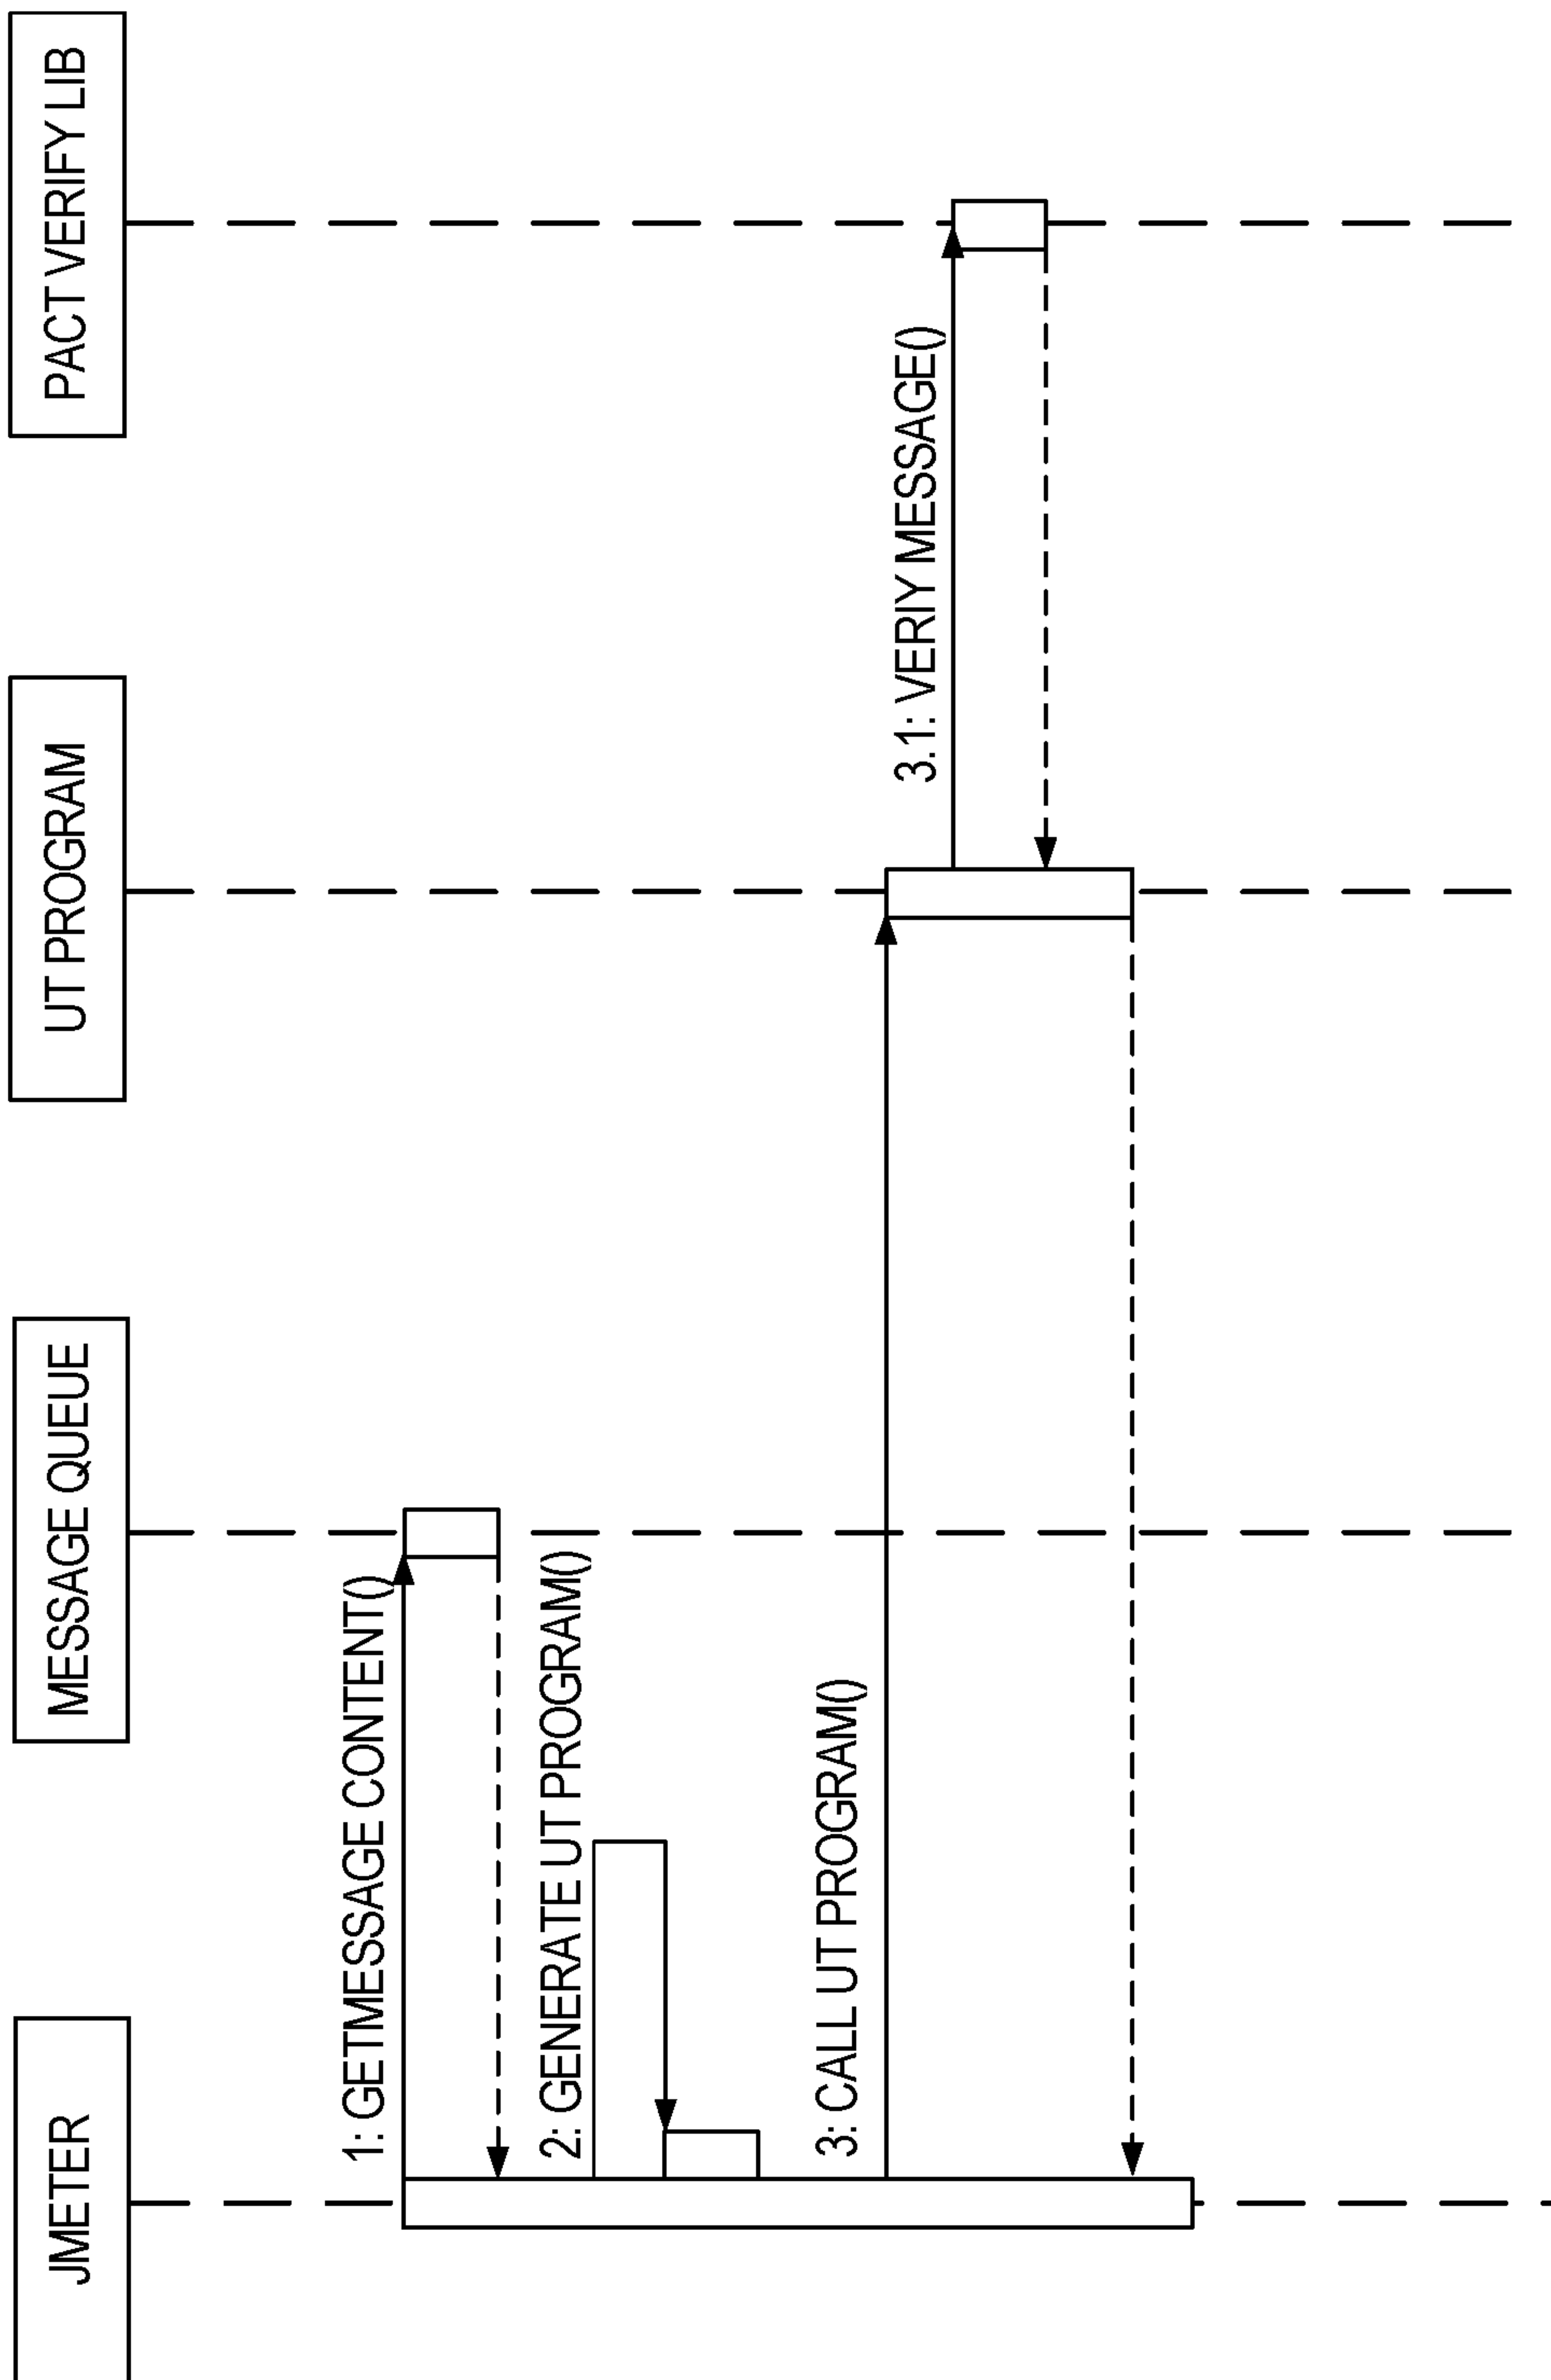 JMETER
MESSAGE QUEUE
UT PROGRAM
PACT VERIFY LIB
1: GETMESSAGE CONTENT()
2: GENERATE UT PROGRAM()
3: CALL UT PROGRAM()
3.1: VERIY MESSAGE()